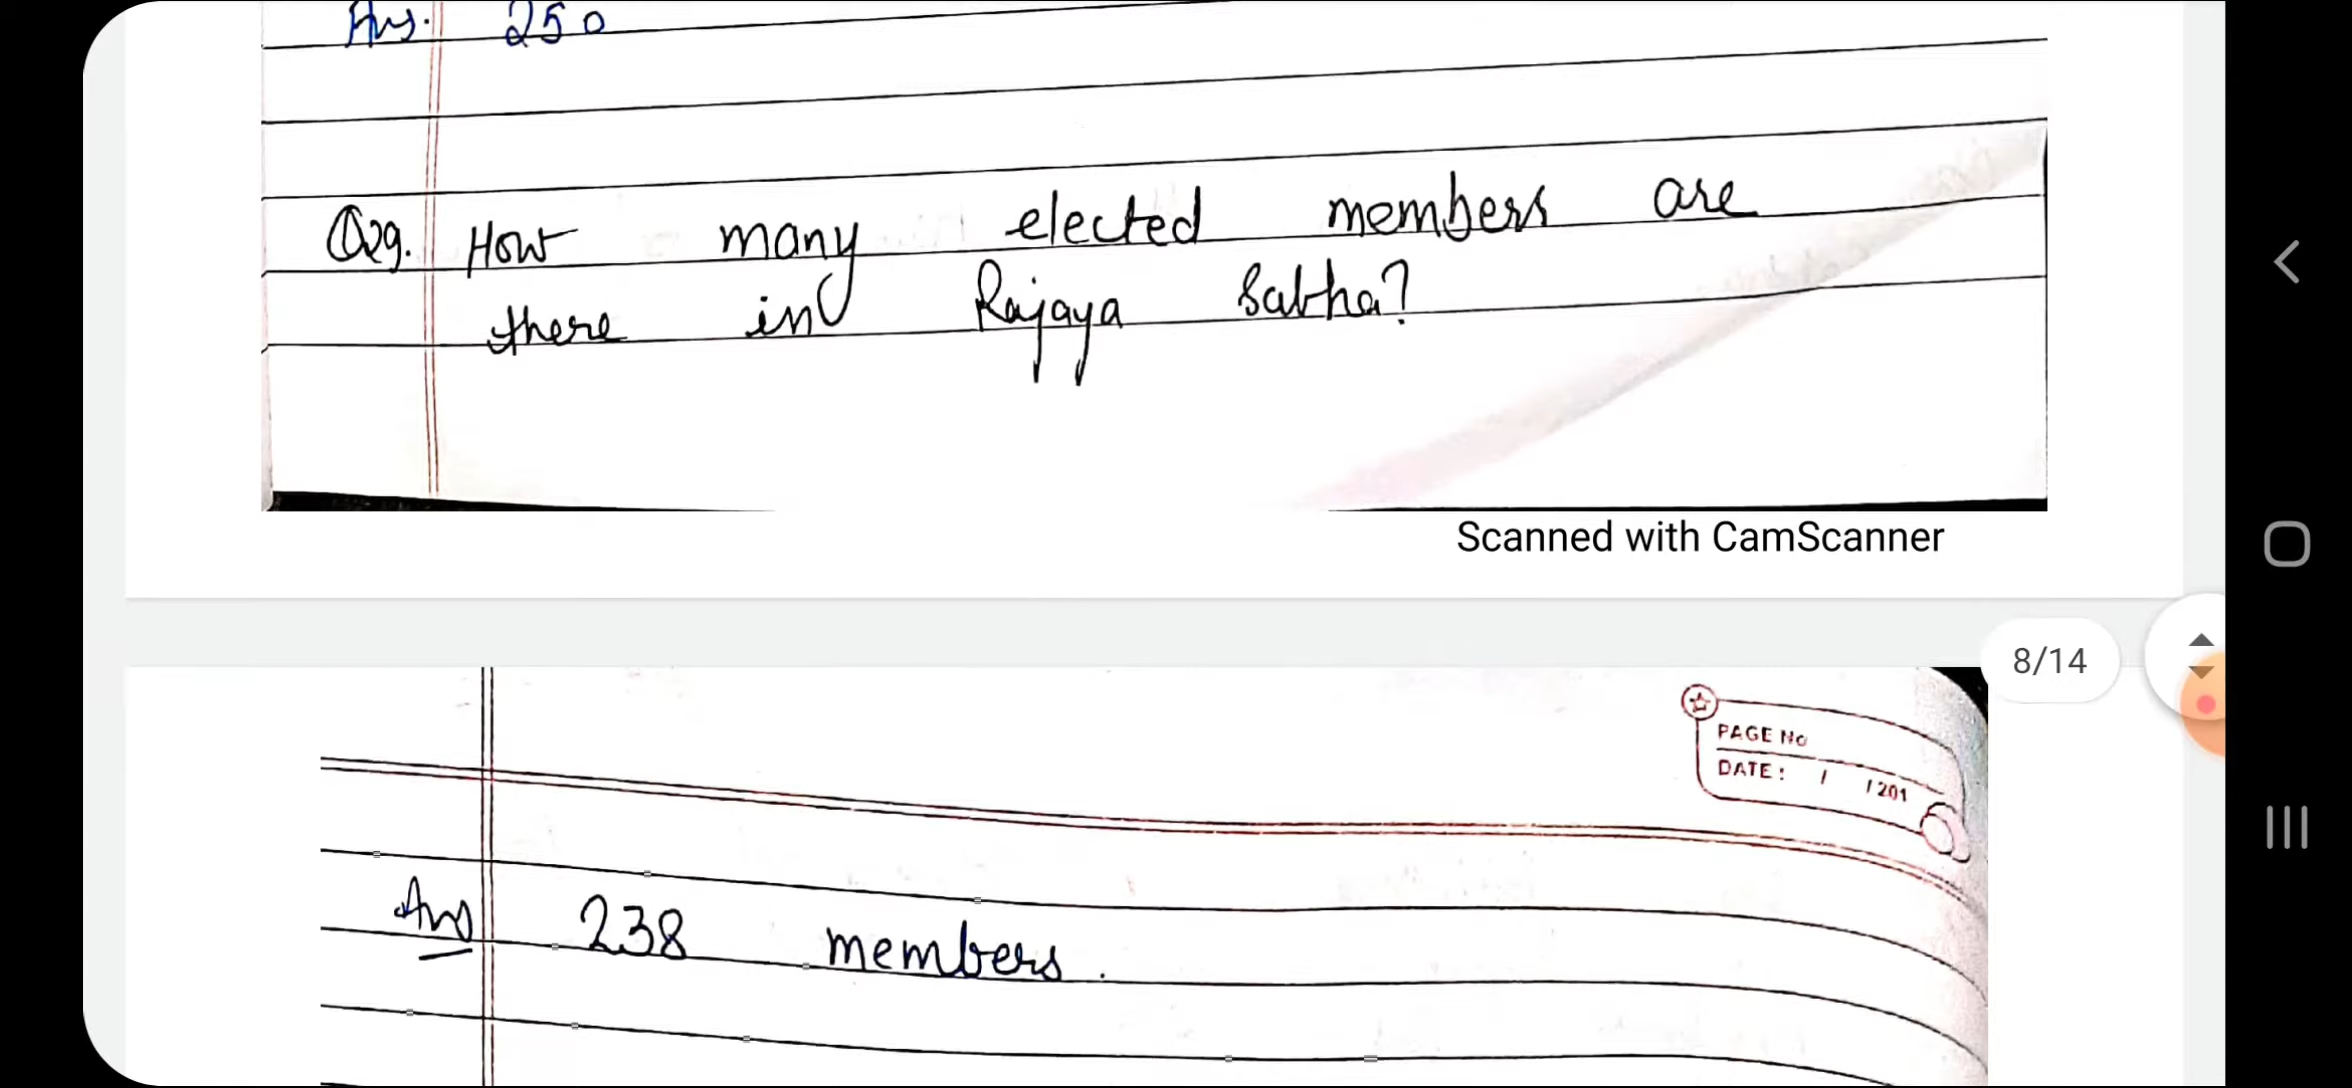 Ans. 250
Q29. How many elected members are
there in Rajaya Sabha?
Scanned with CamScanner
8/14
PAGE No
DATE: / /201
Ans 238 members.